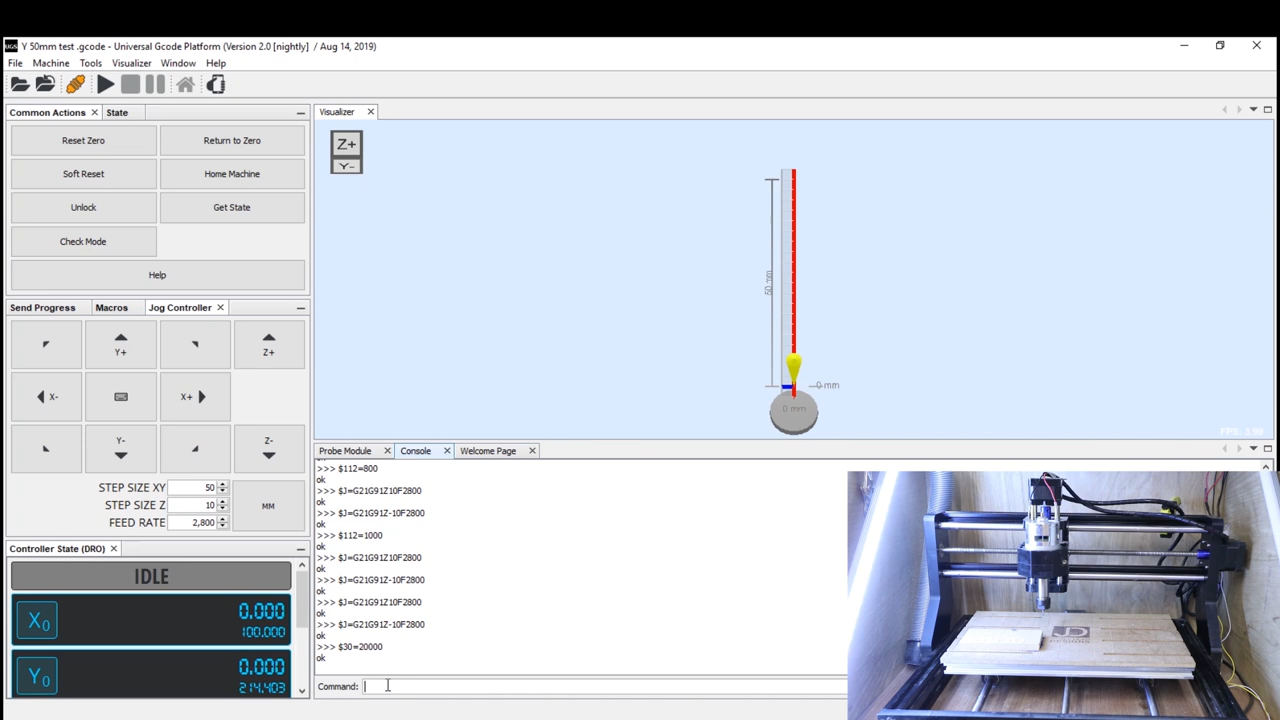 Y 50mm test .gcode - Universal Gcode Platform (Version 2.0 [nightly] / Aug 14, 2019)
File Machine Tools Visualizer Window Help
Common Actions State
Reset Zero Return to Zero
Soft Reset Home Machine
Unlock Get State
Check Mode
Help
Send Progress Macros Jog Controller
Y+ Z+
X- X+
Y- Z-
STEP SIZE XY 50
STEP SIZE Z 10
FEED RATE 2,800
MM
Controller State (DRO)
IDLE
X0 0.000
100.000
Y0 0.000
214.403
Visualizer
Z+
Y-
50 mm
0 mm
0 mm
Probe Module Console Welcome Page
>>> $112=800
ok
>>> $J=G21G91Z10F2800
ok
>>> $J=G21G91Z-10F2800
ok
>>> $112=1000
ok
>>> $J=G21G91Z10F2800
ok
>>> $J=G21G91Z-10F2800
ok
>>> $J=G21G91Z10F2800
ok
>>> $J=G21G91Z-10F2800
ok
>>> $30=20000
ok
Command:
JD